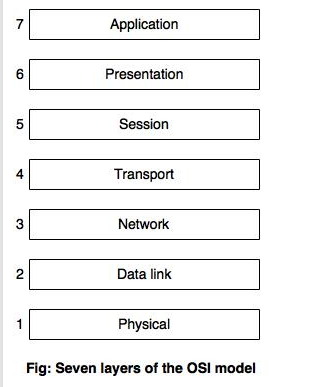 7 Application
6 Presentation
5 Session
4 Transport
3 Network
2 Data link
1 Physical
Fig: Seven layers of the OSI model